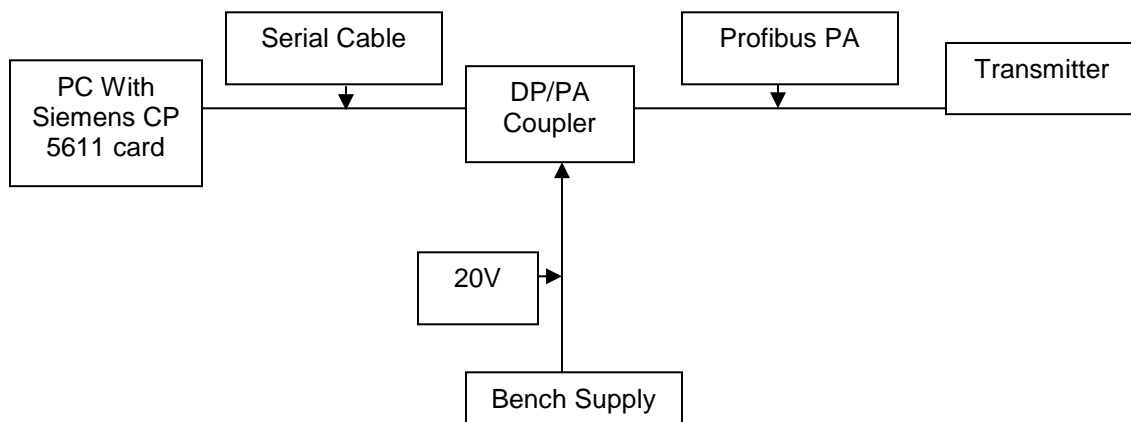 Serial Cable
Profibus PA
PC With
Siemens CP
5611 card
DP/PA
Coupler
Transmitter
20V
Bench Supply